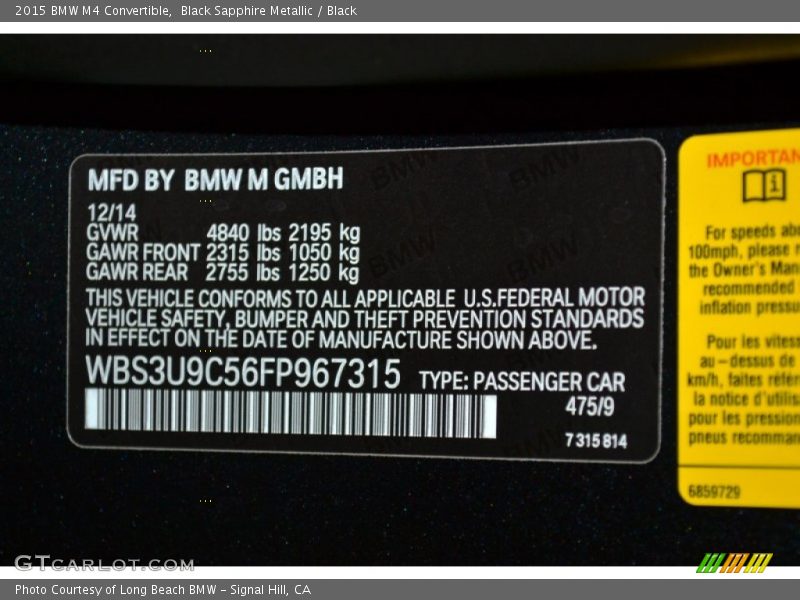 2015 BMW M4 Convertible,  Black Sapphire Metallic / Black
MFD BY BMW M GMBH
12/14
GVWR 4840 lbs 2195 kg
GAWR FRONT 2315 lbs 1050 kg
GAWR REAR 2755 lbs 1250 kg
THIS VEHICLE CONFORMS TO ALL APPLICABLE U.S.FEDERAL MOTOR
VEHICLE SAFETY, BUMPER AND THEFT PREVENTION STANDARDS
IN EFFECT ON THE DATE OF MANUFACTURE SHOWN ABOVE.
WBS3U9C56FP967315 TYPE: PASSENGER CAR
475/9
7 315 814
IMPORTAN
For speeds abo
100mph, please r
the Owner's Man
recommended
inflation pressu
Pour les vitess
au-dessus de
km/h, faites référ
la notice d'utilisa
pour les pression
pneus recomman
6859729
GTCARLOT.COM
Photo Courtesy of Long Beach BMW - Signal Hill, CA